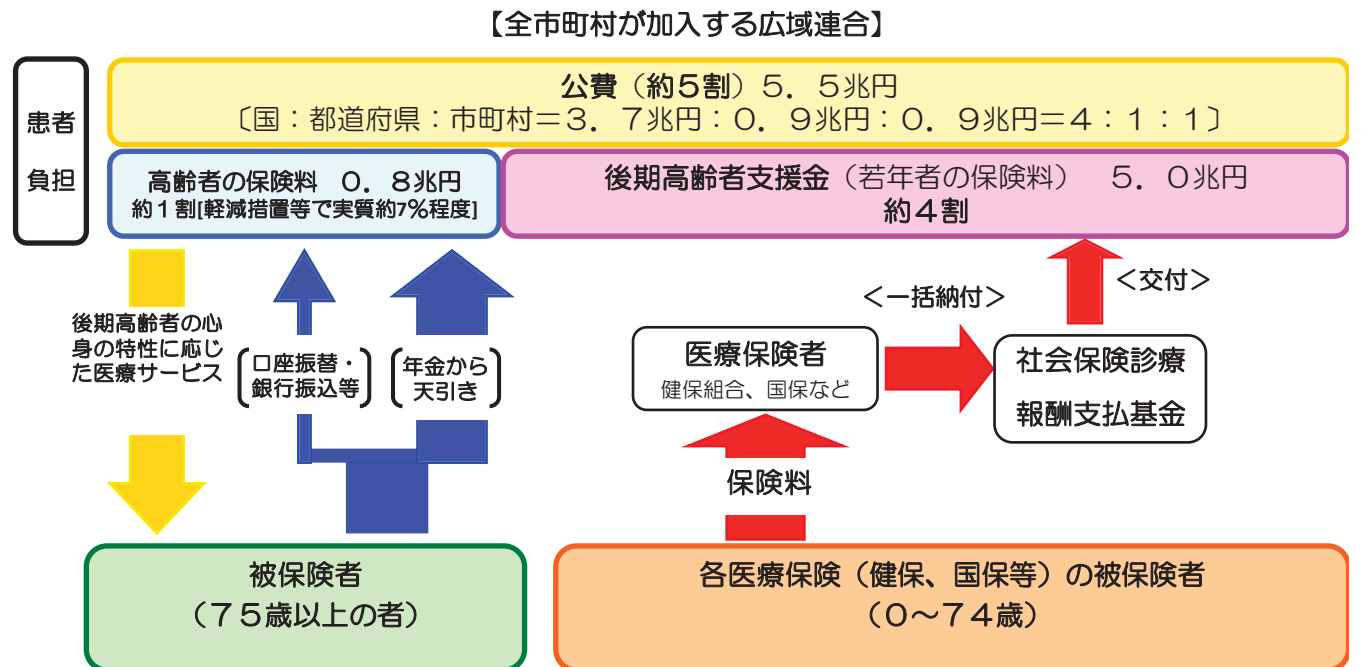 【全市町村が加入する広域連合】
患者
負担
公費（約５割）５．５兆円
〔国：都道府県：市町村＝３．７兆円：０．９兆円：０．９兆円＝４：１：１〕
高齢者の保険料　０．８兆円
約１割[軽減措置等で実質約7%程度]
後期高齢者支援金（若年者の保険料）　５．０兆円
約４割
後期高齢者の心
身の特性に応じ
た医療サービス
口座振替・
銀行振込等
年金から
天引き
＜一括納付＞
＜交付＞
医療保険者
健保組合、国保など
社会保険診療
報酬支払基金
保険料
被保険者
（７５歳以上の者）
各医療保険（健保、国保等）の被保険者
（０～７４歳）